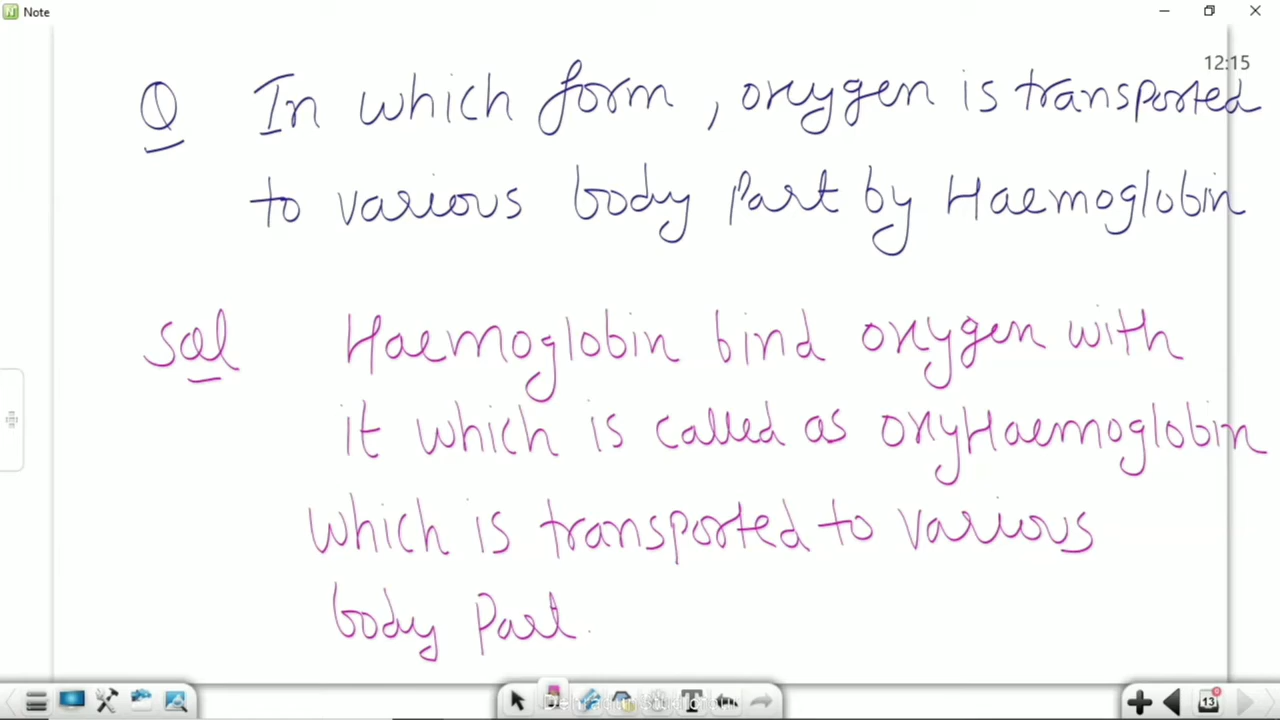 Note
12:15
Q In which form, oxygen is transported
to various body Part by Haemoglobin
Sol Haemoglobin bind oxygen with
it which is called as oxyHaemoglobin
which is transported to various
body Part.
13